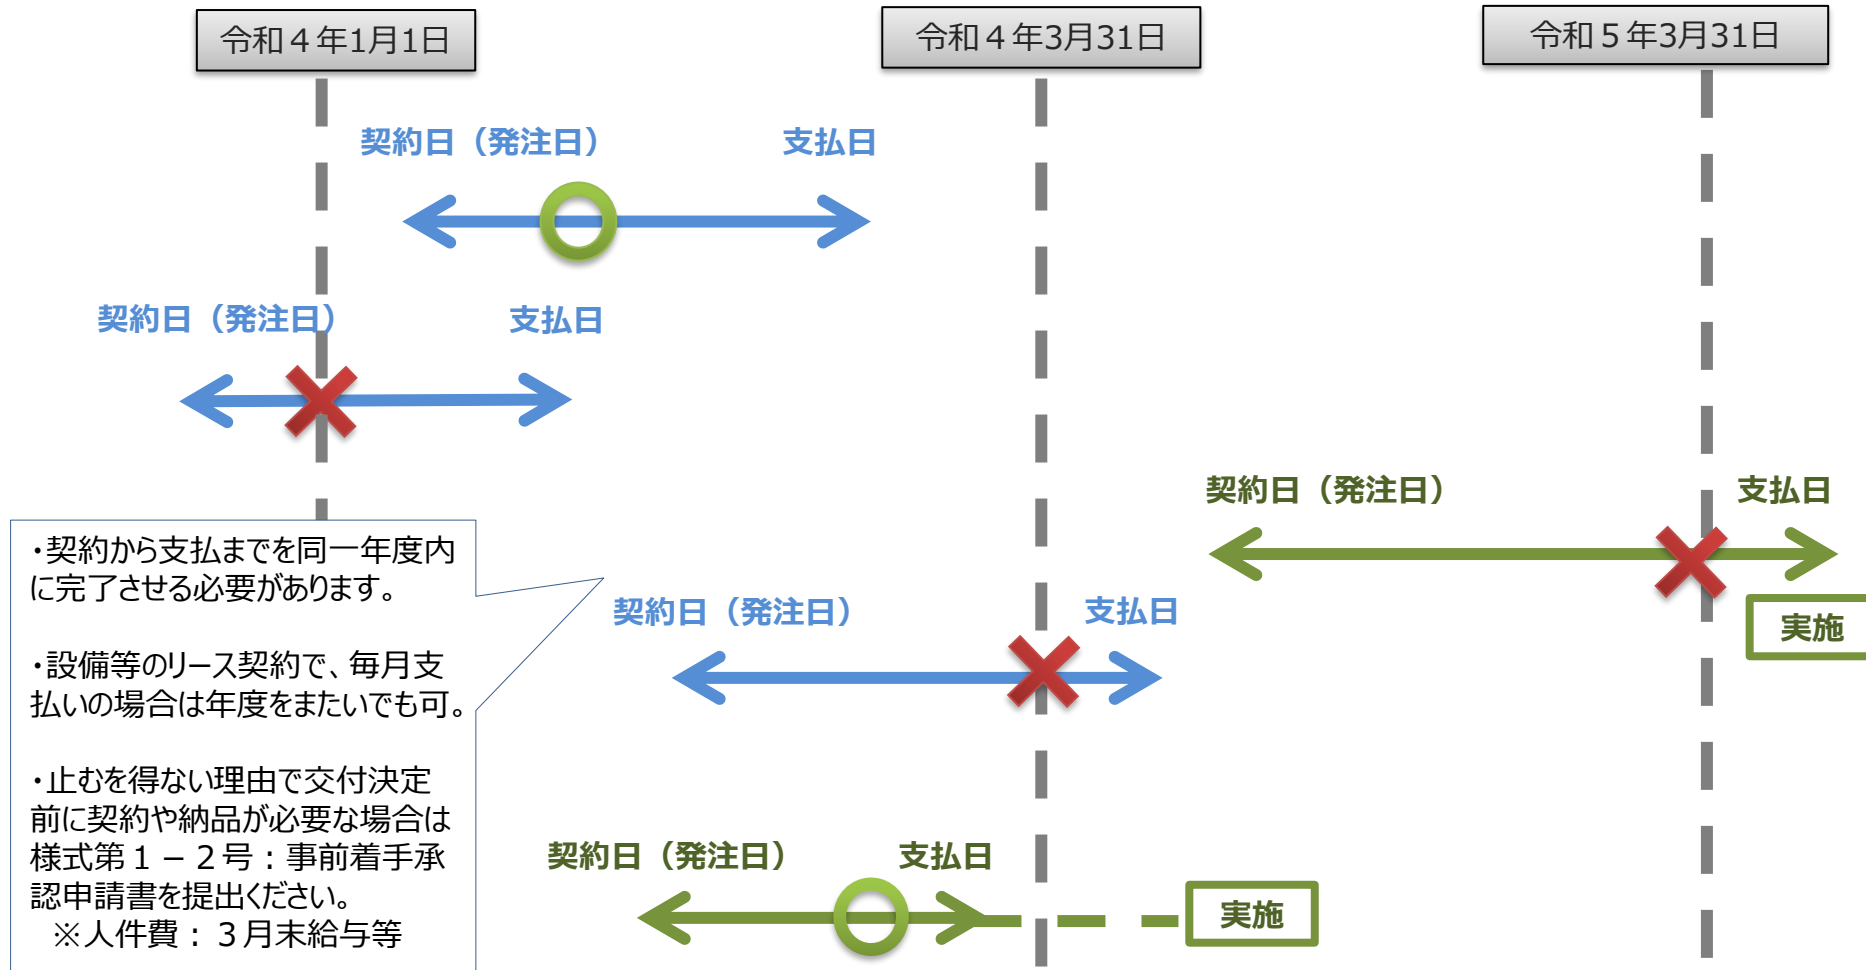 令和４年1月1日
令和４年3月31日
令和５年3月31日
契約日（発注日）
支払日
契約日（発注日）
支払日
契約日（発注日）
支払日
実施
・契約から支払までを同一年度内
に完了させる必要があります。
・設備等のリース契約で、毎月支
払いの場合は年度をまたいでも可。
・止むを得ない理由で交付決定
前に契約や納品が必要な場合は
様式第１－２号：事前着手承
認申請書を提出ください。
※人件費：３月末給与等
契約日（発注日）
支払日
契約日（発注日）
支払日
実施